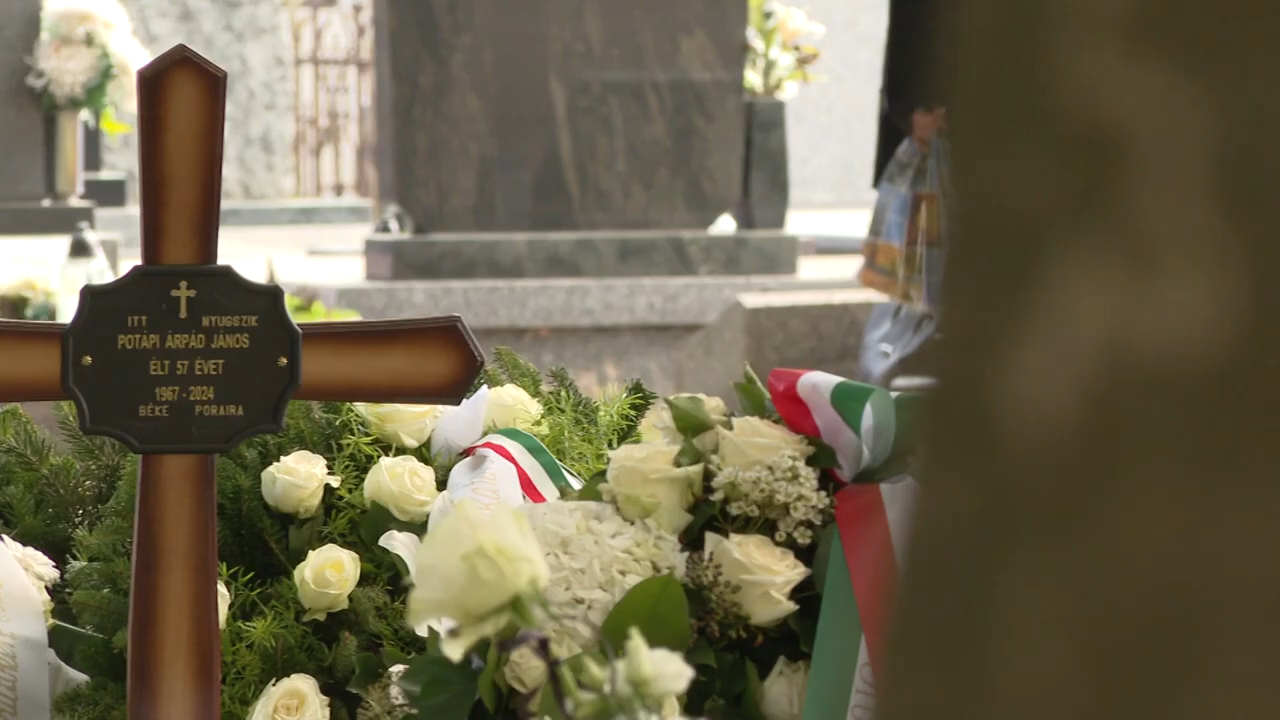 ITT NYUGSZIK
POTÁPI ÁRPÁD JÁNOS
ÉLT 57 ÉVET
1967 - 2024
BÉKE PORAIRA